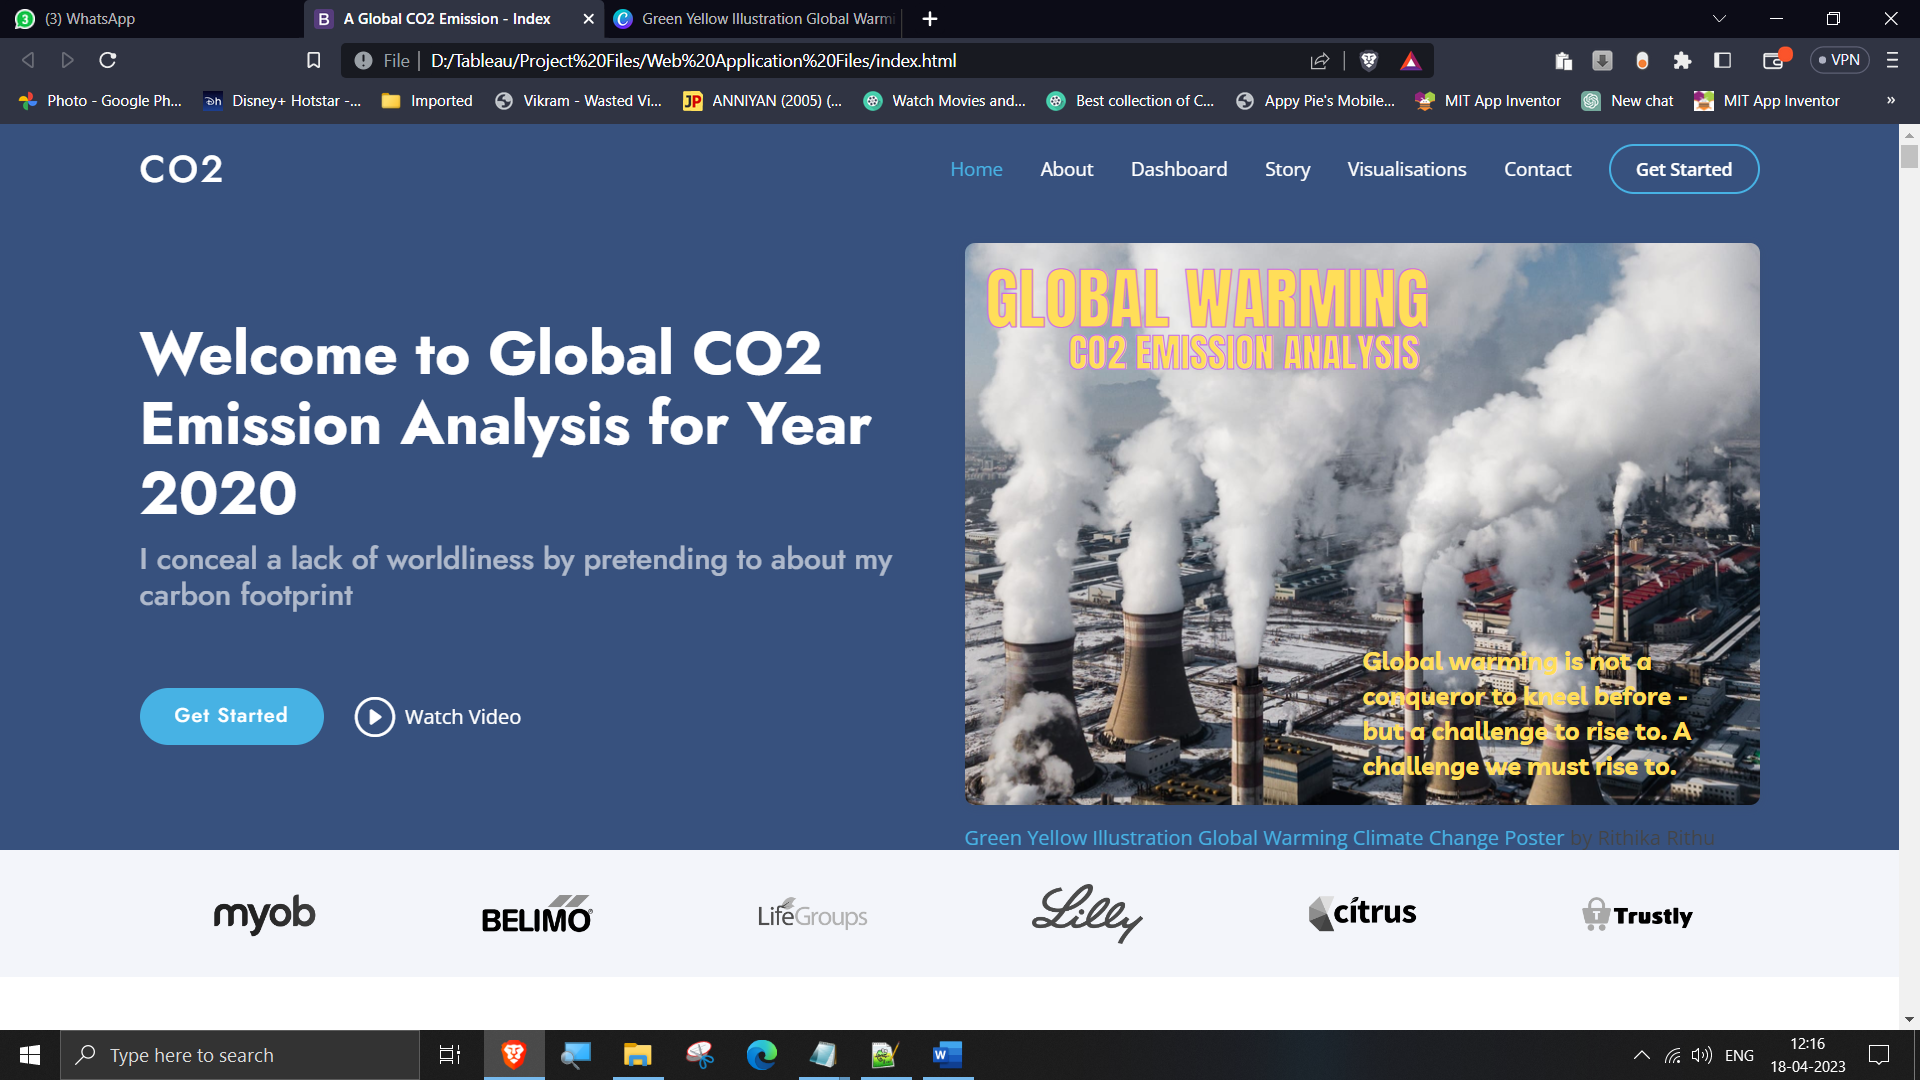 (3) WhatsApp
A Global CO2 Emission - Index
Green Yellow Illustration Global Warmi
File
D:/Tableau/Project%20Files/Web%20Application%20Files/index.html
VPN
Photo - Google Ph...
Disney+ Hotstar -...
Imported
Vikram - Wasted Vi...
ANNIYAN (2005) (...
Watch Movies and...
Best collection of C...
Appy Pie's Mobile...
MIT App Inventor
New chat
MIT App Inventor
»
CO2
Home
About
Dashboard
Story
Visualisations
Contact
Get Started
Welcome to Global CO2
Emission Analysis for Year
2020
I conceal a lack of worldliness by pretending to about my
carbon footprint
Get Started
Watch Video
GLOBAL WARMING
CO2 EMISSION ANALYSIS
Global warming is not a
conqueror to kneel before -
but a challenge to rise to. A
challenge we must rise to.
Green Yellow Illustration Global Warming Climate Change Poster by Rithika Rithu
myob
BELIMO
LifeGroups
Lilly
citrus
Trustly
Type here to search
ENG
12:16
18-04-2023